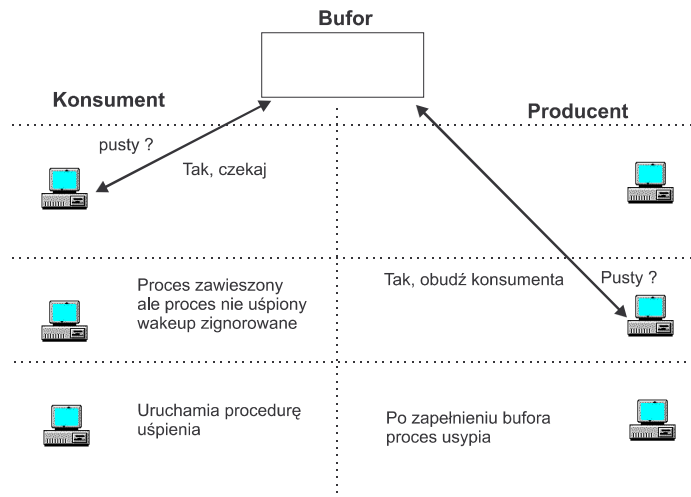 Bufor
Konsument
Producent
pusty ?
Tak, czekaj
Tak, obudź konsumenta
Pusty ?
Proces zawieszony
ale proces nie uśpiony
wakeup zignorowane
Uruchamia procedurę
uśpienia
Po zapełnieniu bufora
proces usypia